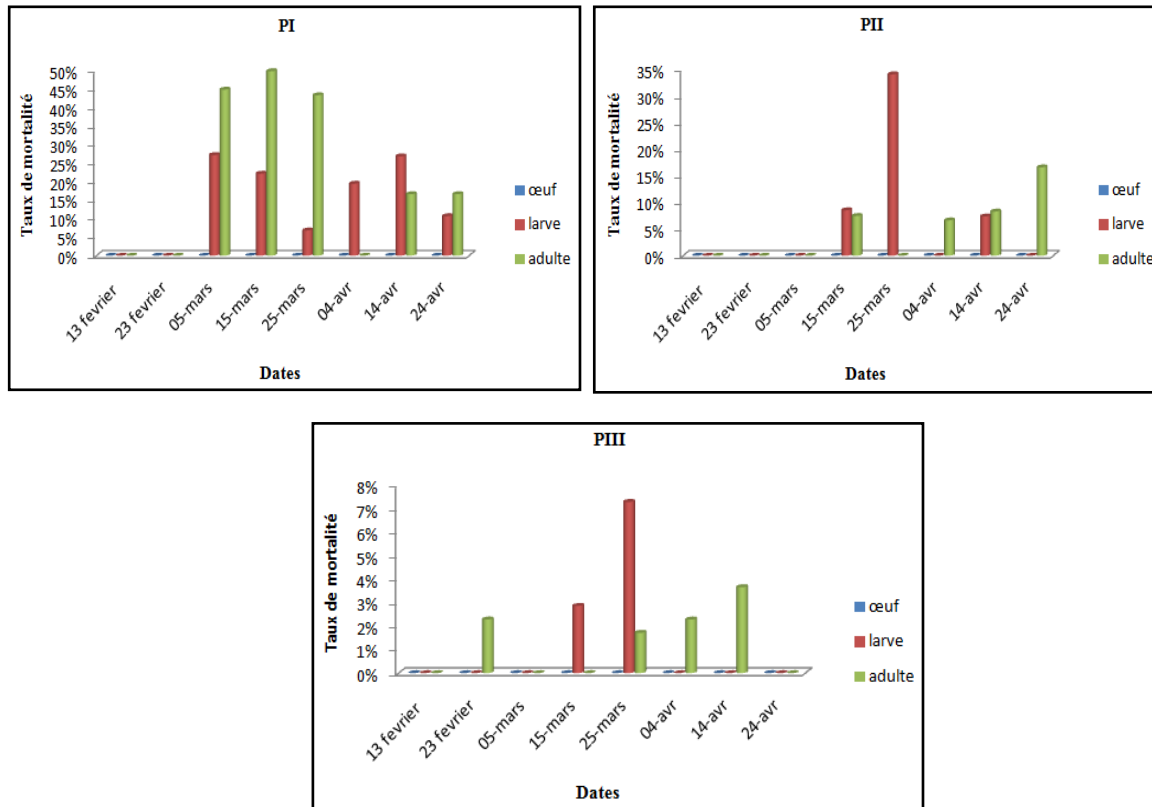 PI
Taux de mortalité
50%
45%
40%
35%
30%
25%
20%
15%
10%
5%
0%
13 fevrier
23 fevrier
05-mars
15-mars
25-mars
04-avr
14-avr
24-avr
Dates
œuf
larve
adulte
PII
Taux de mortalité
35%
30%
25%
20%
15%
10%
5%
0%
13 fevrier
23 fevrier
05-mars
15-mars
25-mars
04-avr
14-avr
24-avr
Dates
œuf
larve
adulte
PIII
Taux de mortalité
8%
7%
6%
5%
4%
3%
2%
1%
0%
13 fevrier
23 fevrier
05-mars
15-mars
25-mars
04-avr
14-avr
24-avr
Dates
œuf
larve
adulte